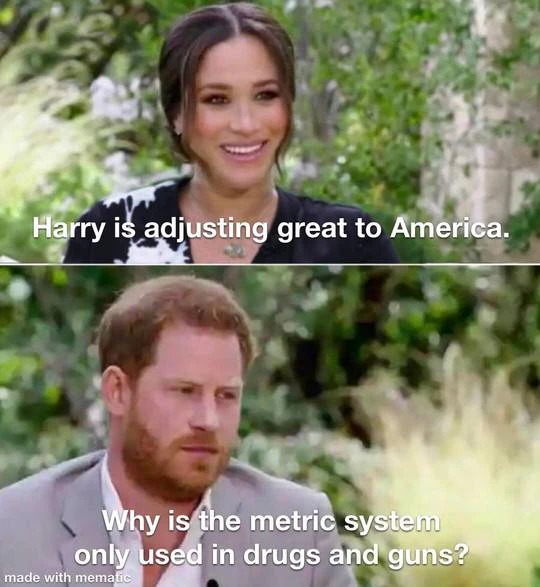 Harry is adjusting great to America.
Why is the metric system
only used in drugs and guns?
made with mematic